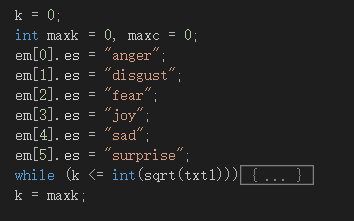 k = 0;
int maxk = 0, maxc = 0;
em[0].es = "anger";
em[1].es = "disgust";
em[2].es = "fear";
em[3].es = "joy";
em[4].es = "sad";
em[5].es = "surprise";
while (k <= int(sqrt(txt1))) { ... }
k = maxk;